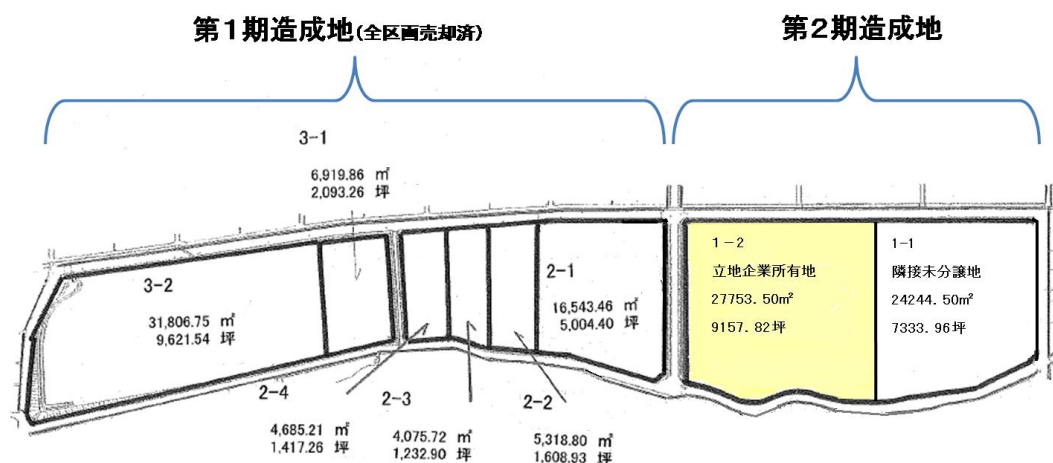 第１期造成地(全区画売却済)
第２期造成地
3-1
6,919.86 ㎡
2,093.26 坪
3-2
31,806.75 ㎡
9,621.54 坪
2-1
16,543.46 ㎡
5,004.40 坪
１－２
立地企業所有地
27753.50㎡
9157.82坪
1-1
隣接未分譲地
24244.50㎡
7333.96坪
2-4
4,685.21 ㎡
1,417.26 坪
2-3
4,075.72 ㎡
1,232.90 坪
2-2
5,318.80 ㎡
1,608.93 坪